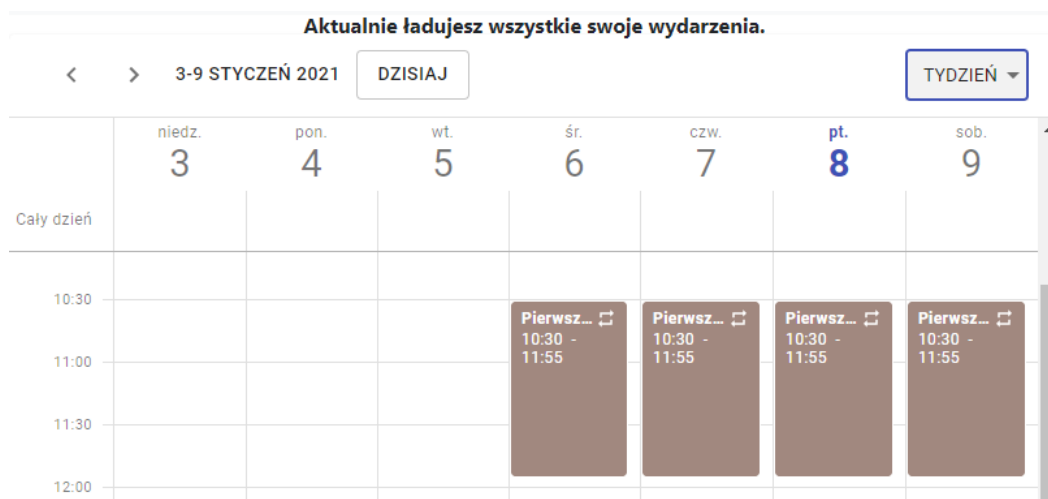 Aktualnie ładujesz wszystkie swoje wydarzenia.
3-9 STYCZEŃ 2021 DZISIAJ TYDZIEŃ
niedz. pon. wt. śr. czw. pt. sob.
3 4 5 6 7 8 9
Cały dzień
10:30
Pierwsz... Pierwsz... Pierwsz... Pierwsz...
10:30 - 10:30 - 10:30 - 10:30 -
11:55 11:55 11:55 11:55
11:00
11:30
12:00